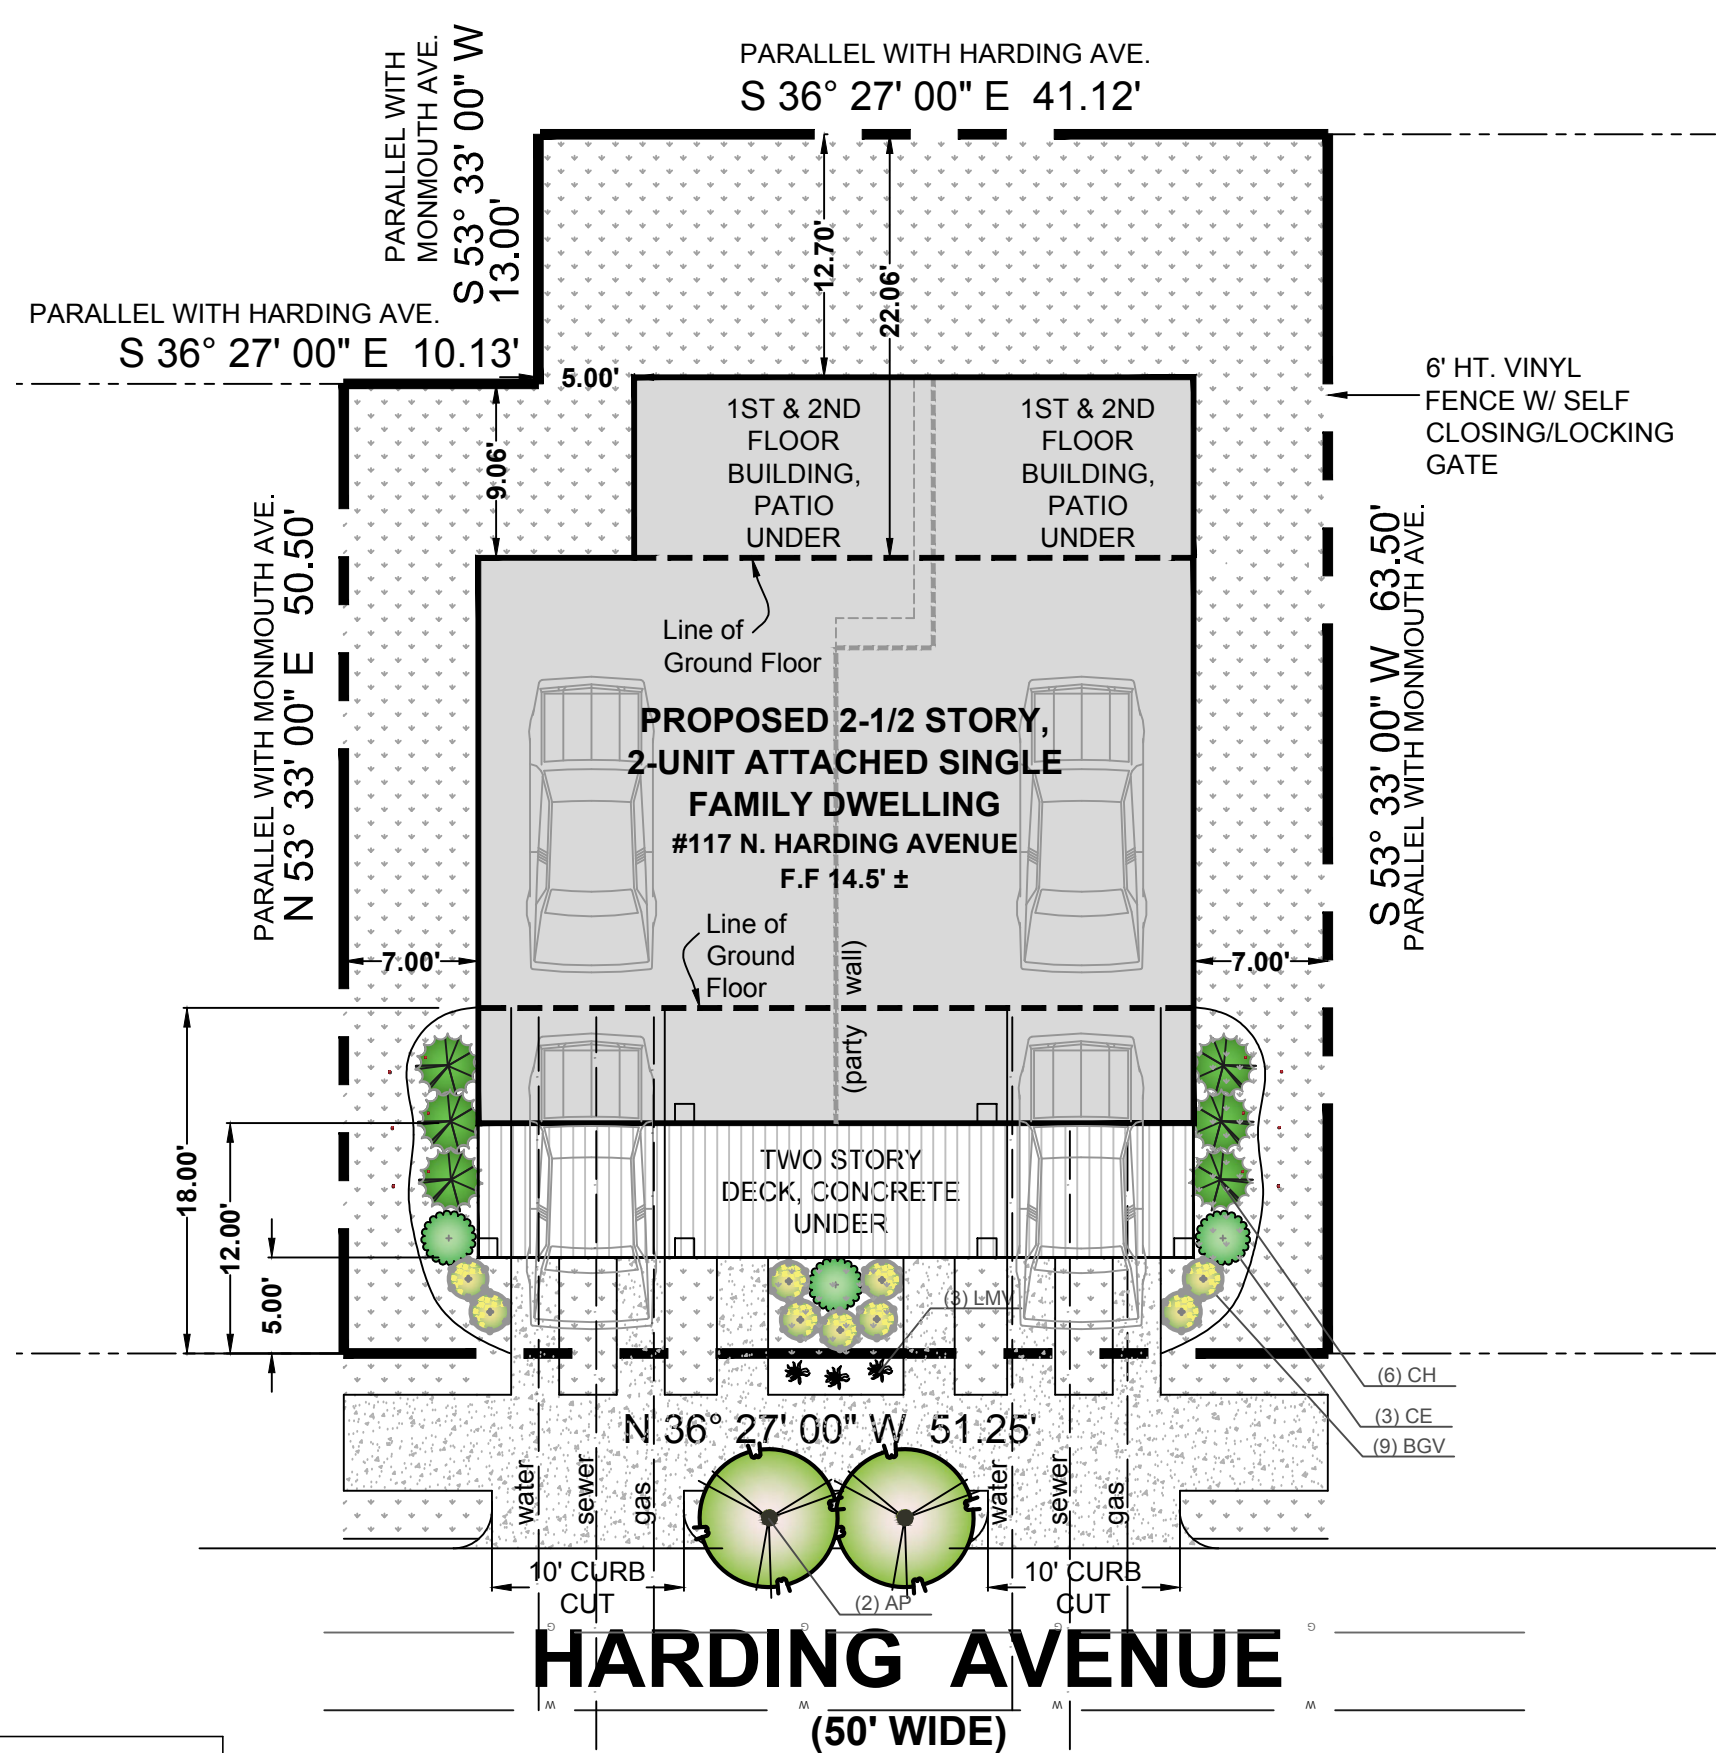 PARALLEL WITH HARDING AVE.
S 36° 27' 00" E  41.12'
PARALLEL WITH
MONMOUTH AVE.
S 53° 33' 00" W
13.00'
PARALLEL WITH HARDING AVE.
S 36° 27' 00" E  10.13'
12.70'
22.06'
5.00'
9.06'
1ST & 2ND
FLOOR
BUILDING,
PATIO
UNDER
1ST & 2ND
FLOOR
BUILDING,
PATIO
UNDER
6' HT. VINYL
FENCE W/ SELF
CLOSING/LOCKING
GATE
PARALLEL WITH MONMOUTH AVE.
N 53° 33' 00" E  50.50'
S 53° 33' 00" W  63.50'
PARALLEL WITH MONMOUTH AVE.
Line of
Ground Floor
PROPOSED 2-1/2 STORY,
2-UNIT ATTACHED SINGLE
FAMILY DWELLING
#117 N. HARDING AVENUE
F.F 14.5' ±
Line of
Ground
Floor
(party wall)
7.00'
7.00'
18.00'
12.00'
5.00'
TWO STORY
DECK, CONCRETE
UNDER
(3) LMV
(6) CH
(3) CE
(9) BGV
N 36° 27' 00" W  51.25'
water
sewer
gas
water
sewer
gas
10' CURB
CUT
10' CURB
CUT
(2) AP
G
G
G
HARDING AVENUE
W
W
W
W
(50' WIDE)